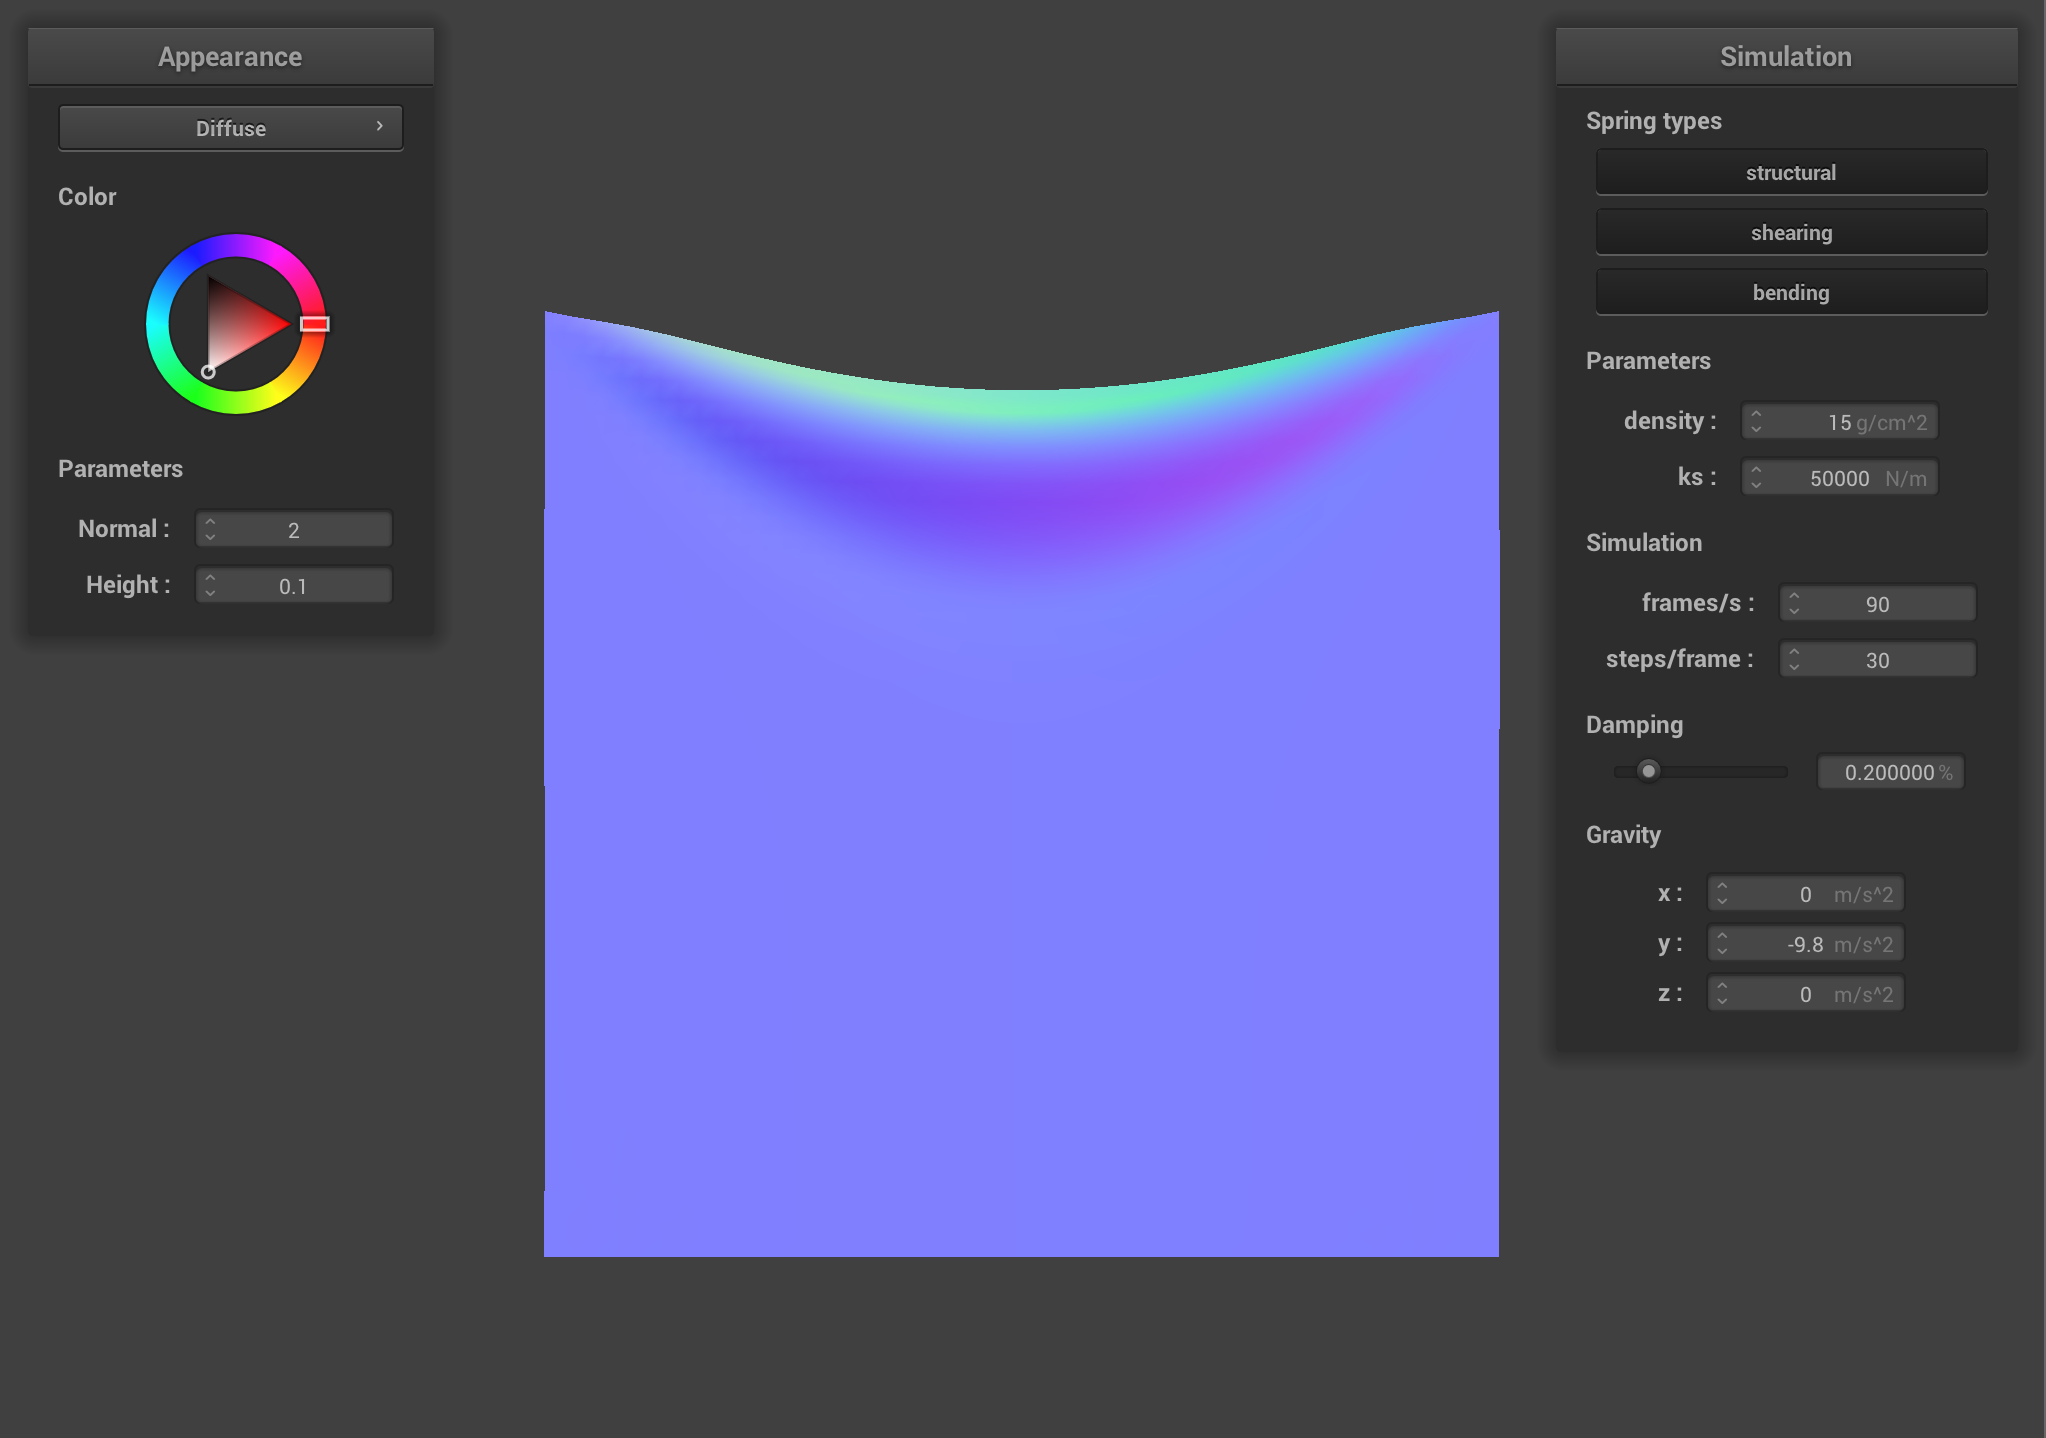 Appearance
Diffuse
Color
Parameters
Normal : 2
Height : 0.1
Simulation
Spring types
structural
shearing
bending
Parameters
density : 15 g/cm^2
ks : 50000 N/m
Simulation
frames/s : 90
steps/frame : 30
Damping
0.200000 %
Gravity
x : 0 m/s^2
y : -9.8 m/s^2
z : 0 m/s^2